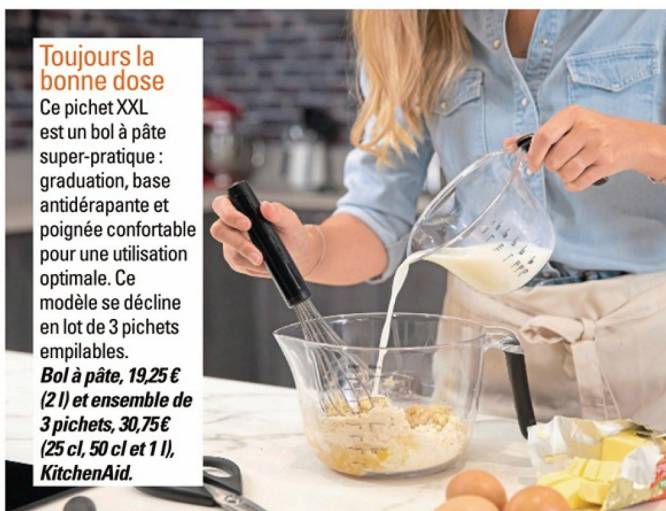 Toujours la
bonne dose
Ce pichet XXL
est un bol à pâte
super-pratique :
graduation, base
antidérapante et
poignée confortable
pour une utilisation
optimale. Ce
modèle se décline
en lot de 3 pichets
empilables.
Bol à pâte, 19,25 €
(2 l) et ensemble de
3 pichets, 30,75€
(25 cl, 50 cl et 1 l),
KitchenAid.